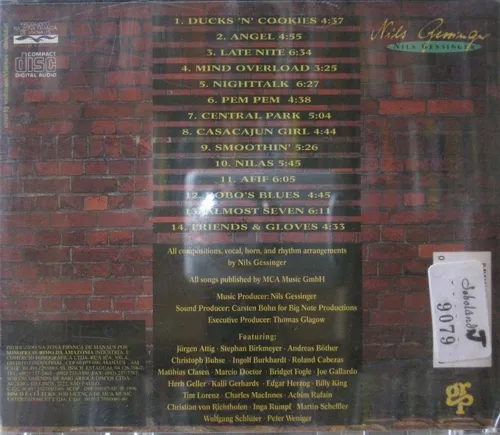 COMPACT
disc
DIGITAL AUDIO
Nils Gessinger
NILS GESSINGER
1. DUCKS 'N' COOKIES 4:37
2. ANGEL 4:55
3. LATE NITE 6:34
4. MIND OVERLOAD 3:25
5. NIGHTTALK 6:27
6. PEM PEM 4:38
7. CENTRAL PARK 5:04
8. CASACAJUN GIRL 4:44
9. SMOOTHIN' 5:26
10. NILAS 5:45
11. AFIF 6:05
12. BOBO'S BLUES 4:45
13. ALMOST SEVEN 6:11
14. FRIENDS & GLOVES 4:33
All compositions, vocal, horn, and rhythm arrangements
by Nils Gessinger
All songs published by MCA Music GmbH
Music Producer: Nils Gessinger
Sound Producer: Carsten Bohn for Big Note Productions
Executive Producer: Thomas Glagow
Featuring:
Jürgen Attig - Stephan Birkmeyer - Andreas Böther
Christoph Buhse - Ingolf Burkhardt - Roland Cabezas
Matthias Clasen - Marcio Doctor - Bridget Fogle - Joe Gallardo
Herb Geller - Kalli Gerhards - Edgar Herzog - Billy King
Tim Lorenz - Charles MacInnes - Achim Rafain
Christian von Richthofen - Inga Rumpf - Martin Scheffler
Wolfgang Schlüter - Peter Weniger
9079
grp